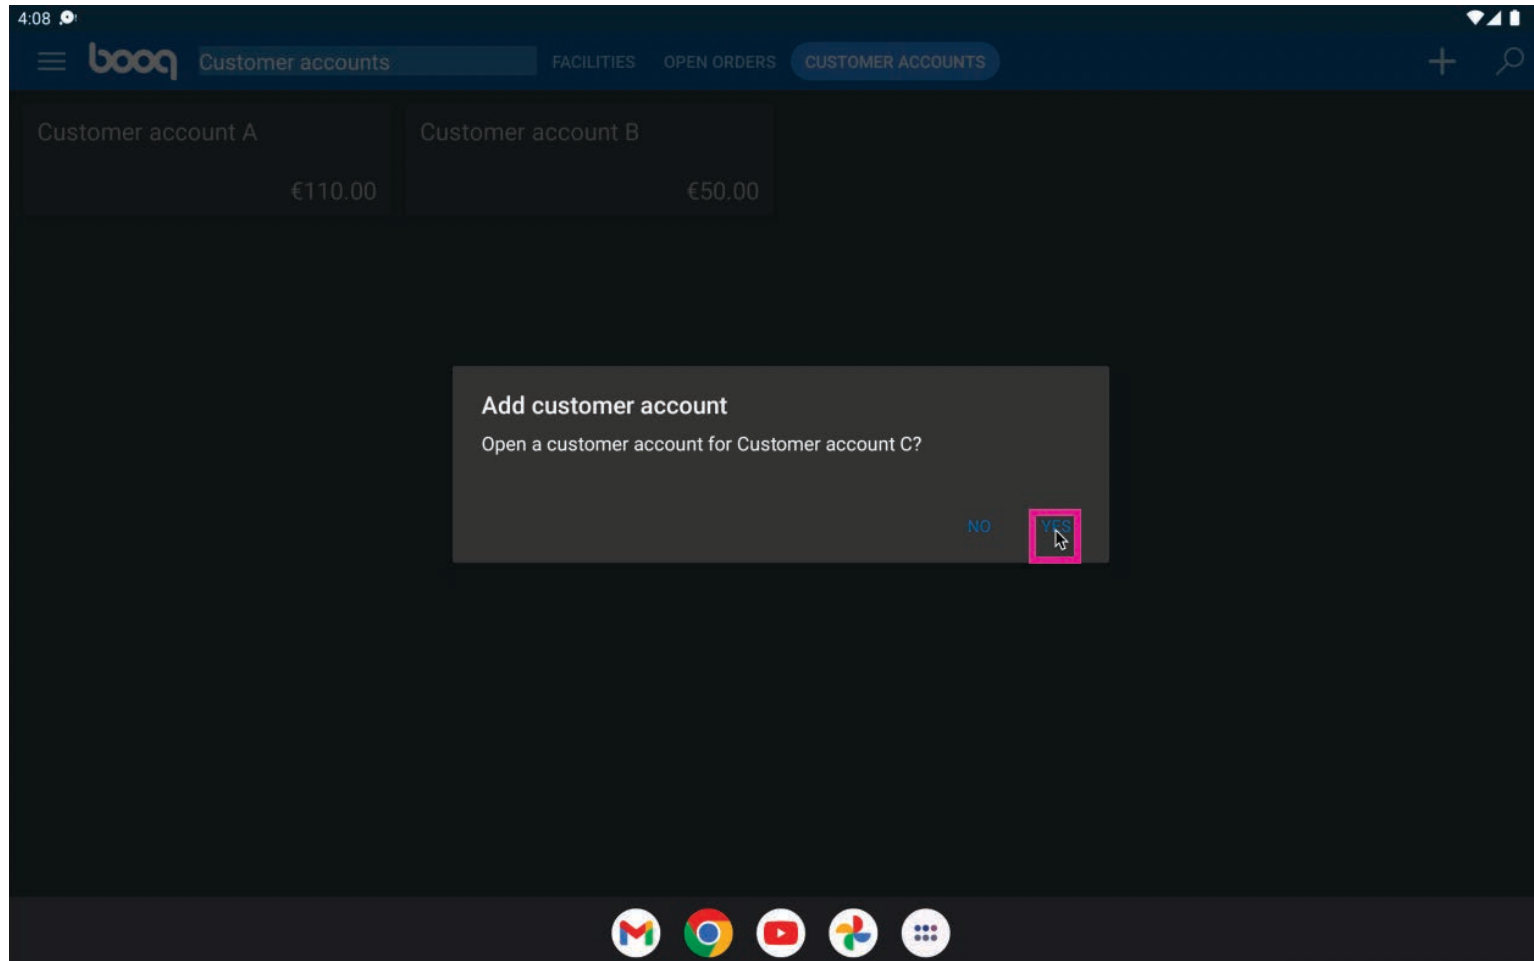 4:08
booq Customer accounts FACILITIES OPEN ORDERS CUSTOMER ACCOUNTS
Customer account A Customer account B
€110.00 €50.00
Add customer account
Open a customer account for Customer account C?
NO YES